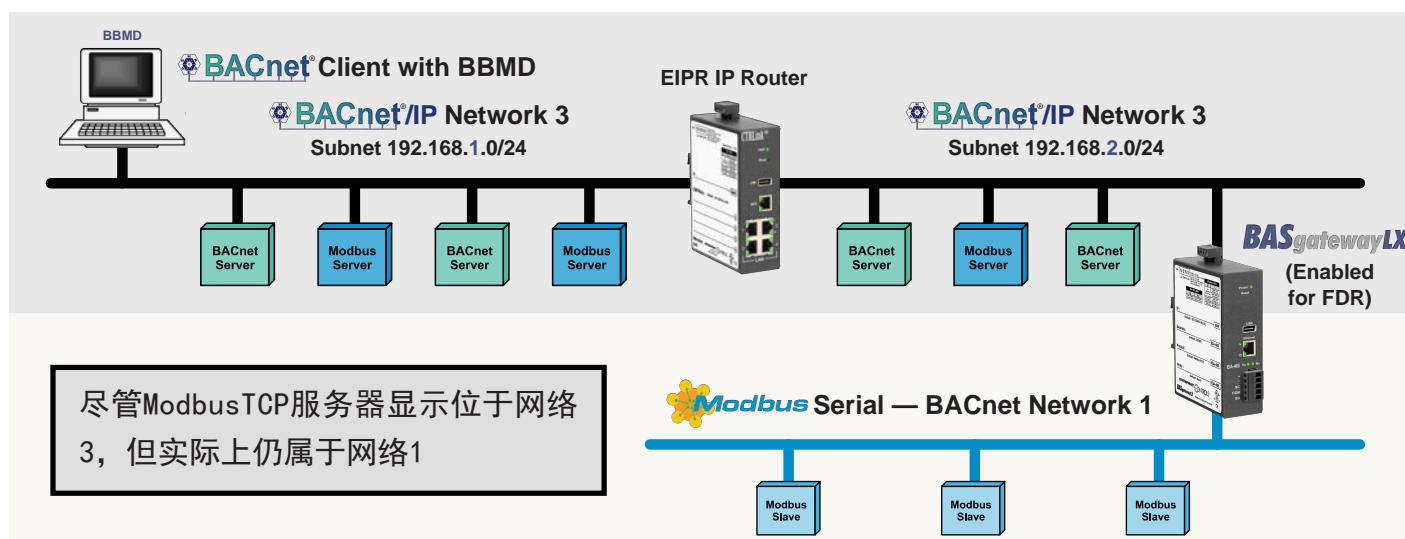 BBMD
BACnet® Client with BBMD
BACnet®/IP Network 3
Subnet 192.168.1.0/24
EIPR IP Router
BACnet®/IP Network 3
Subnet 192.168.2.0/24
CTRLink®
LAN
BACnet
Server
Modbus
Server
BACnet
Server
Modbus
Server
BACnet
Server
Modbus
Server
BACnet
Server
BASgatewayLX
(Enabled
for FDR)
尽管ModbusTCP服务器显示位于网络
3，但实际上仍属于网络1
Modbus Serial — BACnet Network 1
Modbus
Slave
Modbus
Slave
Modbus
Slave